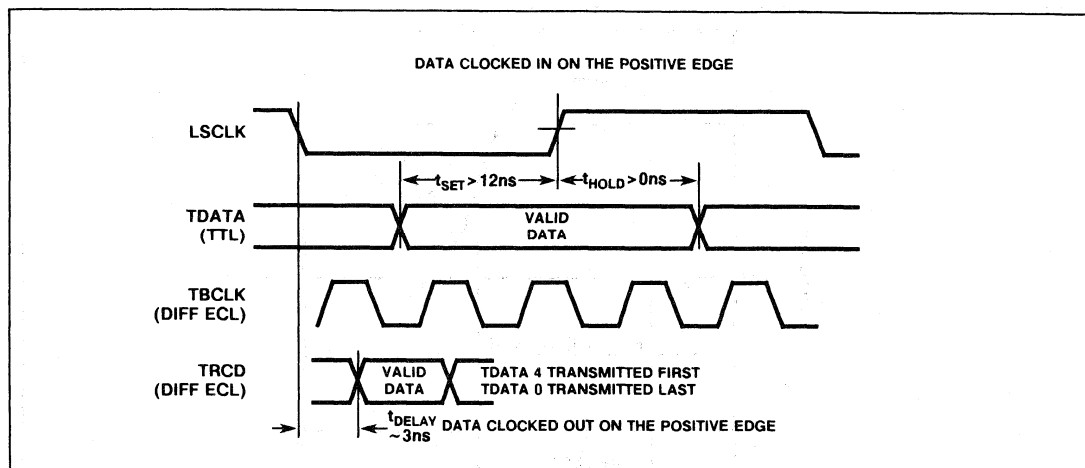 DATA CLOCKED IN ON THE POSITIVE EDGE
LSCLK
tSET > 12ns
tHOLD > 0ns
TDATA
(TTL)
VALID
DATA
TBCLK
(DIFF ECL)
TRCD
(DIFF ECL)
VALID
DATA
TDATA 4 TRANSMITTED FIRST
TDATA 0 TRANSMITTED LAST
tDELAY
~3ns
DATA CLOCKED OUT ON THE POSITIVE EDGE